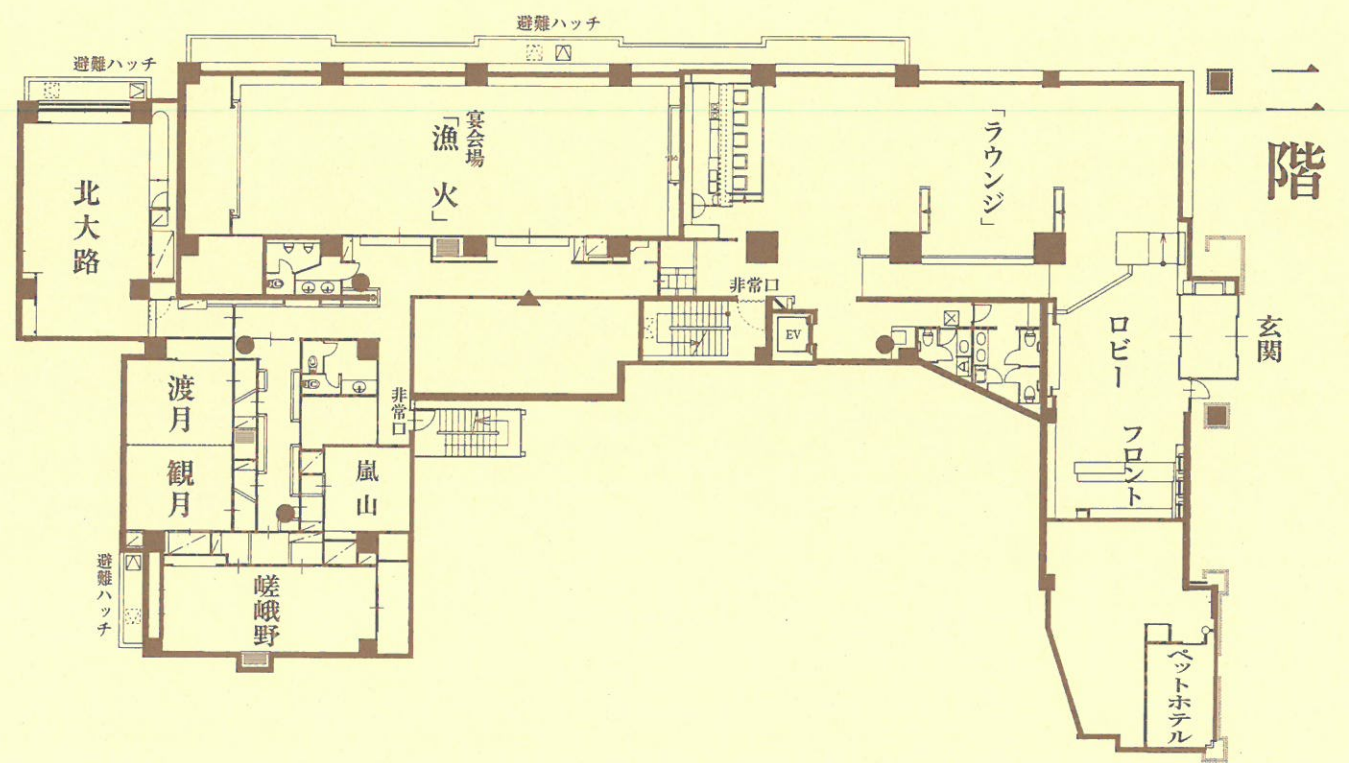 二階
避難ハッチ
避難ハッチ
宴会場
「漁火」
「ラウンジ」
北大路
非常口
EV
玄関
ロビー
フロント
渡月
観月
非常口
嵐山
避難ハッチ
嵯峨野
ペットホテル